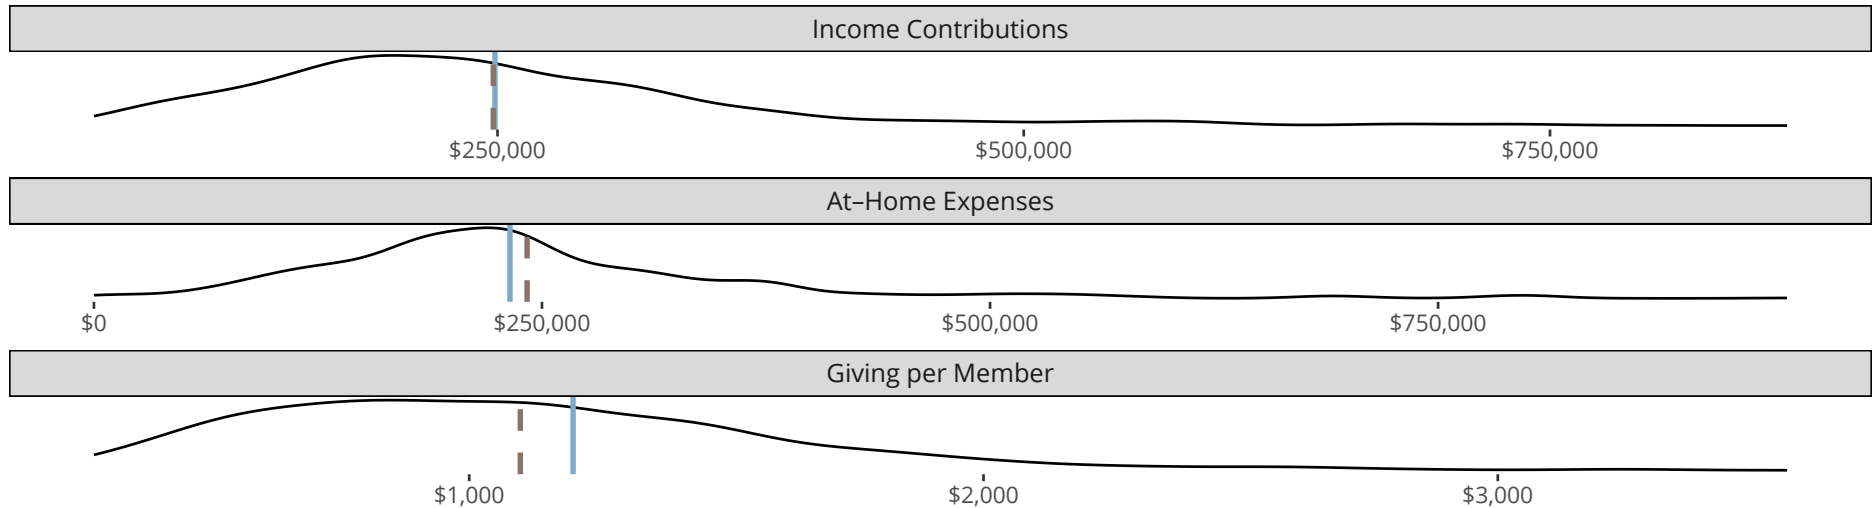 Income Contributions
$250,000 $500,000 $750,000
At–Home Expenses
$0 $250,000 $500,000 $750,000
Giving per Member
$1,000 $2,000 $3,000